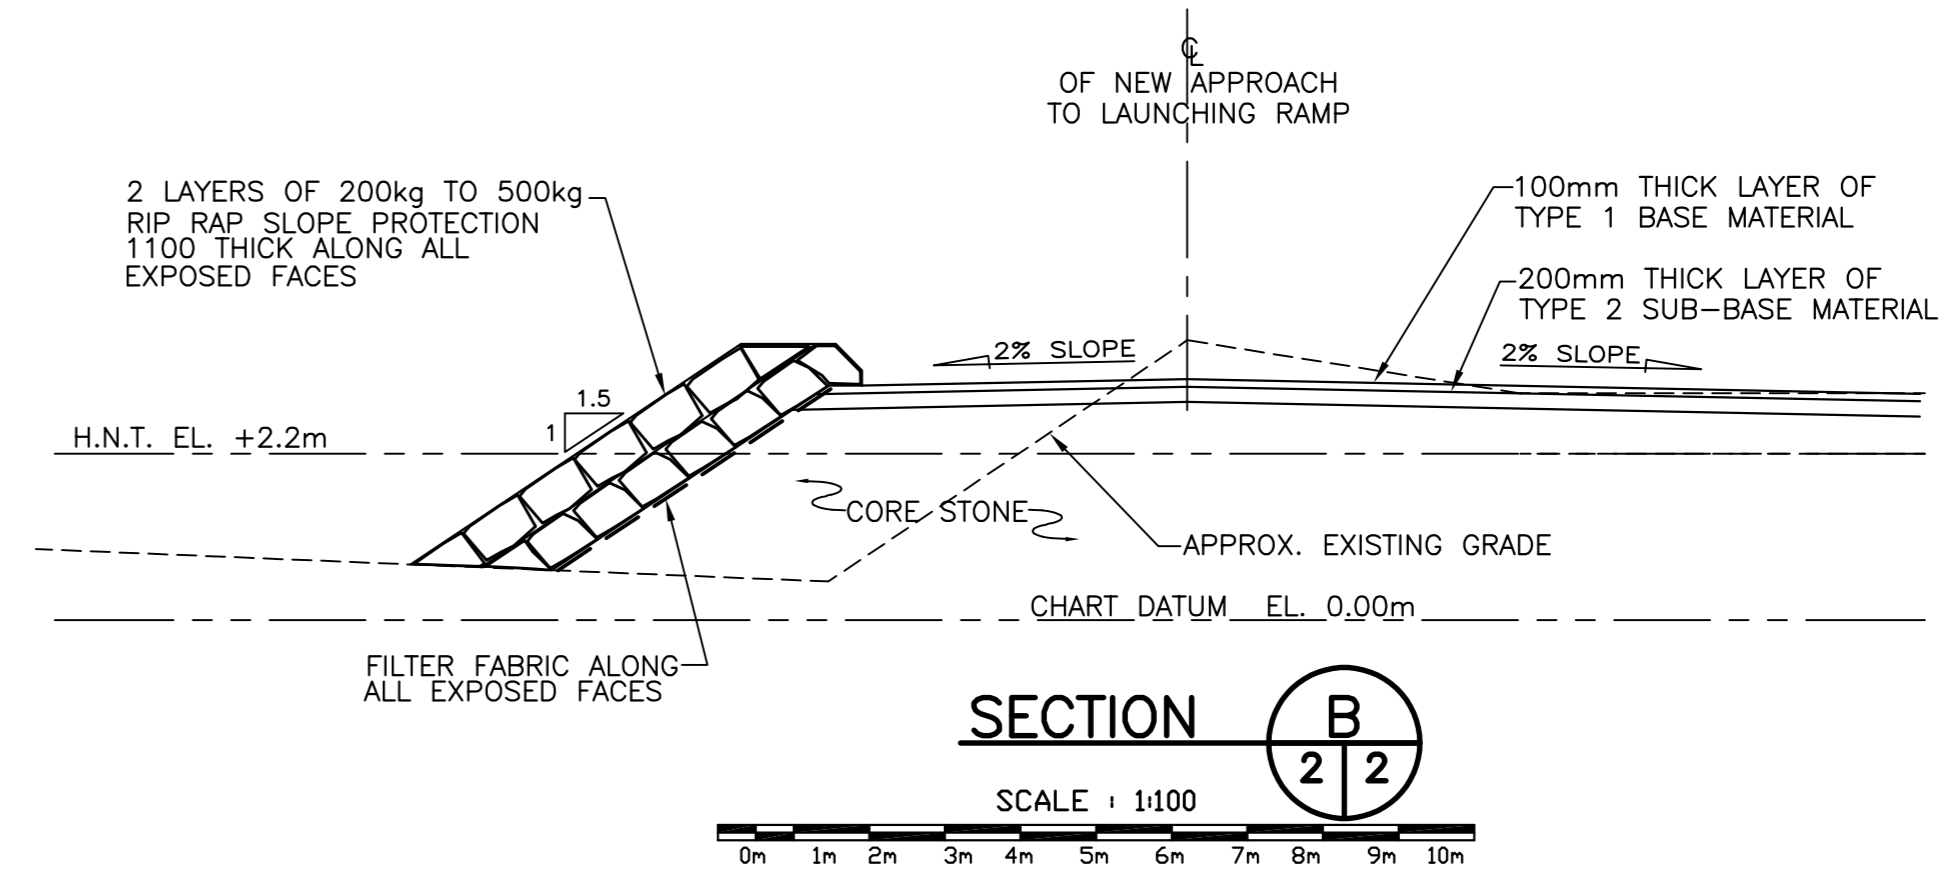 ℄
OF NEW APPROACH
TO LAUNCHING RAMP
2 LAYERS OF 200kg TO 500kg
RIP RAP SLOPE PROTECTION
1100 THICK ALONG ALL
EXPOSED FACES
100mm THICK LAYER OF
TYPE 1 BASE MATERIAL
200mm THICK LAYER OF
TYPE 2 SUB-BASE MATERIAL
2% SLOPE
2% SLOPE
1.5
1
H.N.T. EL. +2.2m
CORE STONE
APPROX. EXISTING GRADE
CHART DATUM EL. 0.00m
FILTER FABRIC ALONG
ALL EXPOSED FACES
SECTION B
2 2
SCALE : 1:100
0m 1m 2m 3m 4m 5m 6m 7m 8m 9m 10m